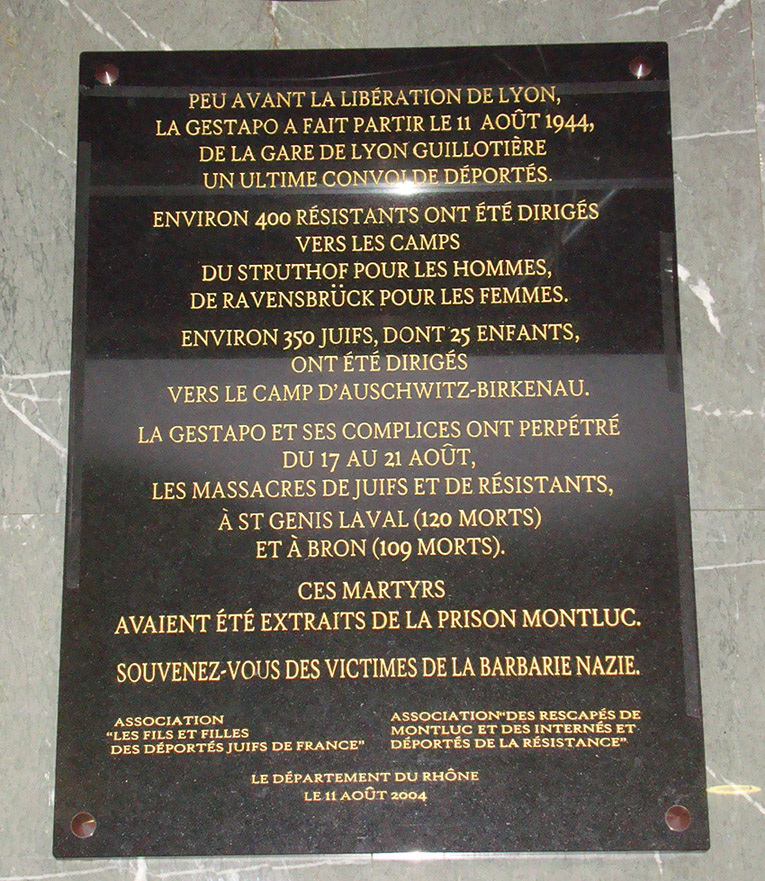 PEU AVANT LA LIBÉRATION DE LYON,
LA GESTAPO A FAIT PARTIR LE 11 AOÛT 1944,
DE LA GARE DE LYON GUILLOTIÈRE
UN ULTIME CONVOI DE DÉPORTÉS.
ENVIRON 400 RÉSISTANTS ONT ÉTÉ DIRIGÉS
VERS LES CAMPS
DU STRUTHOF POUR LES HOMMES,
DE RAVENSBRÜCK POUR LES FEMMES.
ENVIRON 350 JUIFS, DONT 25 ENFANTS,
ONT ÉTÉ DIRIGÉS
VERS LE CAMP D'AUSCHWITZ-BIRKENAU.
LA GESTAPO ET SES COMPLICES ONT PERPÉTRÉ
DU 17 AU 21 AOÛT,
LES MASSACRES DE JUIFS ET DE RÉSISTANTS,
À ST GENIS LAVAL (120 MORTS)
ET À BRON (109 MORTS).
CES MARTYRS
AVAIENT ÉTÉ EXTRAITS DE LA PRISON MONTLUC.
SOUVENEZ-VOUS DES VICTIMES DE LA BARBARIE NAZIE.
ASSOCIATION
"LES FILS ET FILLES
DES DÉPORTÉS JUIFS DE FRANCE"
ASSOCIATION "DES RESCAPÉS DE
MONTLUC ET DES INTERNÉS ET
DÉPORTÉS DE LA RÉSISTANCE"
LE DÉPARTEMENT DU RHÔNE
LE 11 AOÛT 2004